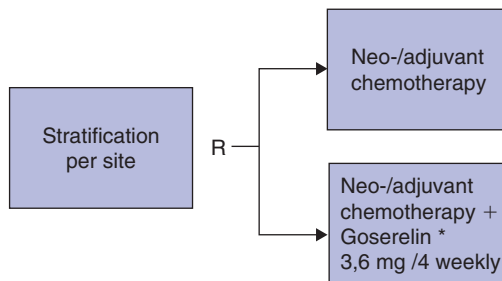 Stratification
per site
R
Neo-/adjuvant
chemotherapy
Neo-/adjuvant
chemotherapy +
Goserelin *
3,6 mg /4 weekly